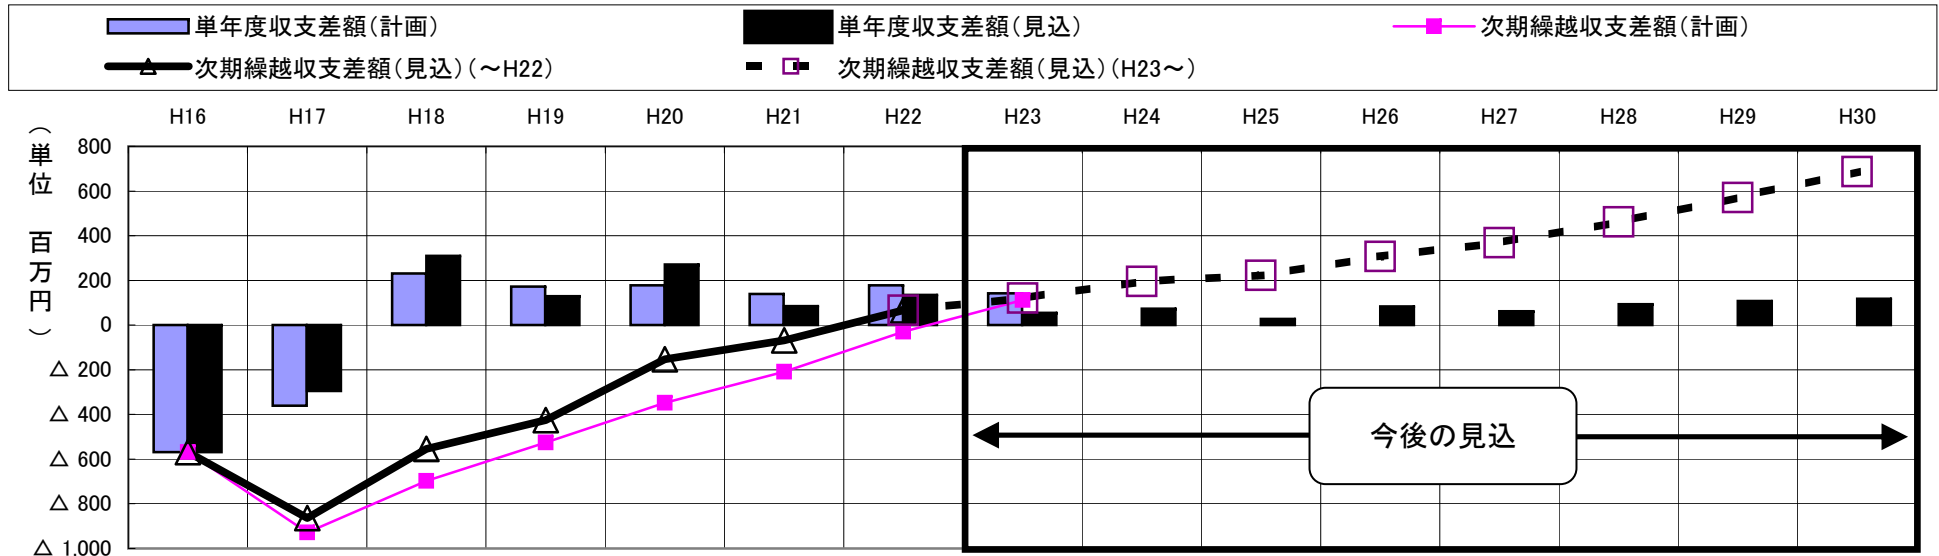 単年度収支差額(計画) 単年度収支差額(見込) 次期繰越収支差額(計画)
次期繰越収支差額(見込)(～H22) 次期繰越収支差額(見込)(H23～)
H16 H17 H18 H19 H20 H21 H22 H23 H24 H25 H26 H27 H28 H29 H30
(単位 百万円)
800
600
400
200
0
△ 200
△ 400
△ 600
△ 800
△ 1,000
今後の見込